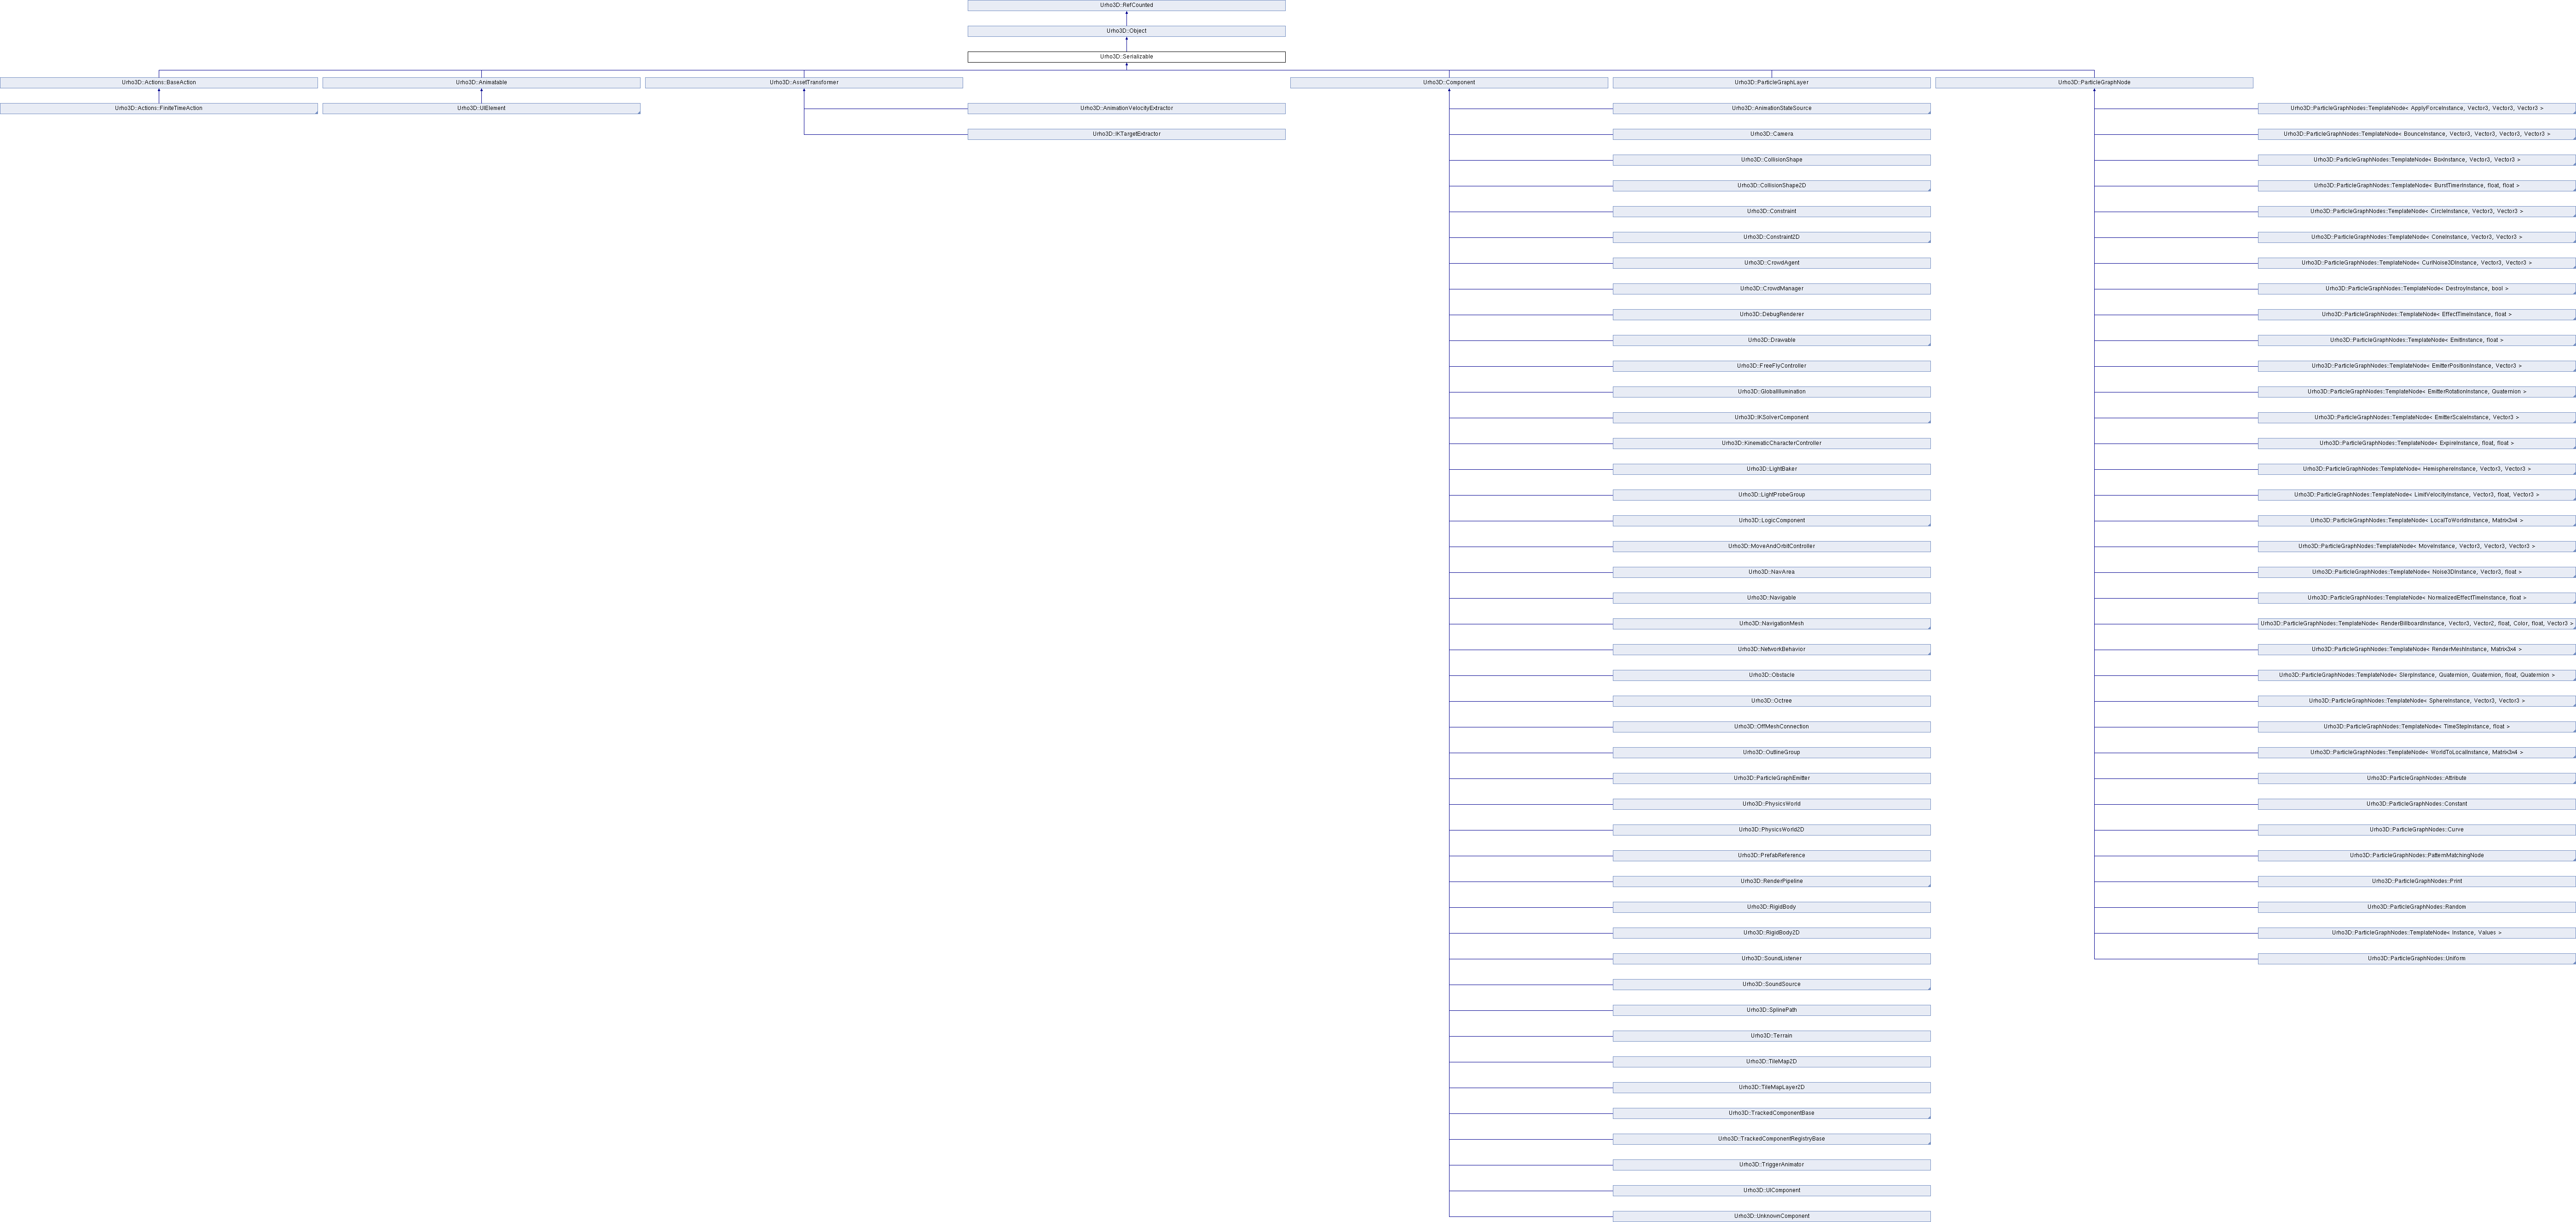 Urho3D::RefCounted
Urho3D::Object
Urho3D::Serializable
Urho3D::Actions::BaseAction
Urho3D::Animatable
Urho3D::AssetTransformer
Urho3D::Component
Urho3D::ParticleGraphLayer
Urho3D::ParticleGraphNode
Urho3D::Actions::FiniteTimeAction
Urho3D::UIElement
Urho3D::AnimationVelocityExtractor
Urho3D::IKTargetExtractor
Urho3D::AnimationStateSource
Urho3D::Camera
Urho3D::CollisionShape
Urho3D::CollisionShape2D
Urho3D::Constraint
Urho3D::Constraint2D
Urho3D::CrowdAgent
Urho3D::CrowdManager
Urho3D::DebugRenderer
Urho3D::Drawable
Urho3D::FreeFlyController
Urho3D::GlobalIllumination
Urho3D::IKSolverComponent
Urho3D::KinematicCharacterController
Urho3D::LightBaker
Urho3D::LightProbeGroup
Urho3D::LogicComponent
Urho3D::MoveAndOrbitController
Urho3D::NavArea
Urho3D::Navigable
Urho3D::NavigationMesh
Urho3D::NetworkBehavior
Urho3D::Obstacle
Urho3D::Octree
Urho3D::OffMeshConnection
Urho3D::OutlineGroup
Urho3D::ParticleGraphEmitter
Urho3D::PhysicsWorld
Urho3D::PhysicsWorld2D
Urho3D::PrefabReference
Urho3D::RenderPipeline
Urho3D::RigidBody
Urho3D::RigidBody2D
Urho3D::SoundListener
Urho3D::SoundSource
Urho3D::SplinePath
Urho3D::Terrain
Urho3D::TileMap2D
Urho3D::TileMapLayer2D
Urho3D::TrackedComponentBase
Urho3D::TrackedComponentRegistryBase
Urho3D::TriggerAnimator
Urho3D::UIComponent
Urho3D::UnknownComponent
Urho3D::ParticleGraphNodes::TemplateNode< ApplyForceInstance, Vector3, Vector3, Vector3 >
Urho3D::ParticleGraphNodes::TemplateNode< BounceInstance, Vector3, Vector3, Vector3, Vector3 >
Urho3D::ParticleGraphNodes::TemplateNode< BoxInstance, Vector3, Vector3 >
Urho3D::ParticleGraphNodes::TemplateNode< BurstTimerInstance, float, float >
Urho3D::ParticleGraphNodes::TemplateNode< CircleInstance, Vector3, Vector3 >
Urho3D::ParticleGraphNodes::TemplateNode< ConeInstance, Vector3, Vector3 >
Urho3D::ParticleGraphNodes::TemplateNode< CurlNoise3DInstance, Vector3, Vector3 >
Urho3D::ParticleGraphNodes::TemplateNode< DestroyInstance, bool >
Urho3D::ParticleGraphNodes::TemplateNode< EffectTimeInstance, float >
Urho3D::ParticleGraphNodes::TemplateNode< EmitInstance, float >
Urho3D::ParticleGraphNodes::TemplateNode< EmitterPositionInstance, Vector3 >
Urho3D::ParticleGraphNodes::TemplateNode< EmitterRotationInstance, Quaternion >
Urho3D::ParticleGraphNodes::TemplateNode< EmitterScaleInstance, Vector3 >
Urho3D::ParticleGraphNodes::TemplateNode< ExpireInstance, float, float >
Urho3D::ParticleGraphNodes::TemplateNode< HemisphereInstance, Vector3, Vector3 >
Urho3D::ParticleGraphNodes::TemplateNode< LimitVelocityInstance, Vector3, float, Vector3 >
Urho3D::ParticleGraphNodes::TemplateNode< LocalToWorldInstance, Matrix3x4 >
Urho3D::ParticleGraphNodes::TemplateNode< MoveInstance, Vector3, Vector3, Vector3 >
Urho3D::ParticleGraphNodes::TemplateNode< Noise3DInstance, Vector3, float >
Urho3D::ParticleGraphNodes::TemplateNode< NormalizedEffectTimeInstance, float >
Urho3D::ParticleGraphNodes::TemplateNode< RenderBillboardInstance, Vector3, Vector2, float, Color, float, Vector3 >
Urho3D::ParticleGraphNodes::TemplateNode< RenderMeshInstance, Matrix3x4 >
Urho3D::ParticleGraphNodes::TemplateNode< SlerpInstance, Quaternion, Quaternion, float, Quaternion >
Urho3D::ParticleGraphNodes::TemplateNode< SphereInstance, Vector3, Vector3 >
Urho3D::ParticleGraphNodes::TemplateNode< TimeStepInstance, float >
Urho3D::ParticleGraphNodes::TemplateNode< WorldToLocalInstance, Matrix3x4 >
Urho3D::ParticleGraphNodes::Attribute
Urho3D::ParticleGraphNodes::Constant
Urho3D::ParticleGraphNodes::Curve
Urho3D::ParticleGraphNodes::PatternMatchingNode
Urho3D::ParticleGraphNodes::Print
Urho3D::ParticleGraphNodes::Random
Urho3D::ParticleGraphNodes::TemplateNode< Instance, Values >
Urho3D::ParticleGraphNodes::Uniform